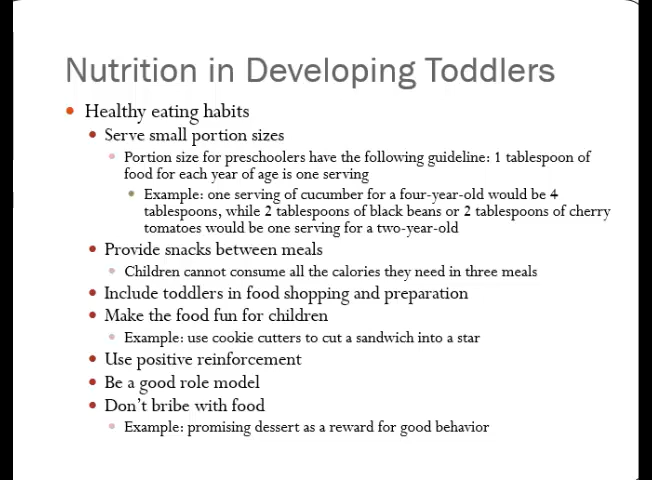 Nutrition in Developing Toddlers
Healthy eating habits
Serve small portion sizes
Portion size for preschoolers have the following guideline: 1 tablespoon of
food for each year of age is one serving
Example: one serving of cucumber for a four-year-old would be 4
tablespoons, while 2 tablespoons of black beans or 2 tablespoons of cherry
tomatoes would be one serving for a two-year-old
Provide snacks between meals
Children cannot consume all the calories they need in three meals
Include toddlers in food shopping and preparation
Make the food fun for children
Example: use cookie cutters to cut a sandwich into a star
Use positive reinforcement
Be a good role model
Don't bribe with food
Example: promising dessert as a reward for good behavior